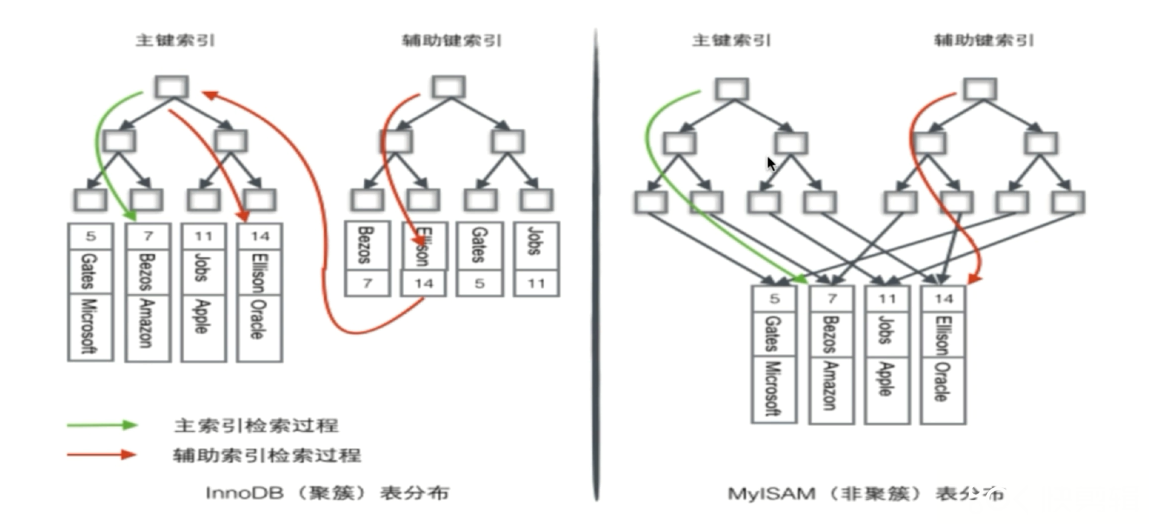 主键索引
辅助键索引
5
Gates
Microsoft
7
Bezos
Amazon
11
Jobs
Apple
14
Ellison
Oracle
Bezos
7
Ellison
14
Gates
5
Jobs
11
主索引检索过程
辅助索引检索过程
InnoDB（聚簇）表分布
主键索引
辅助键索引
5
Gates
Microsoft
7
Bezos
Amazon
11
Jobs
Apple
14
Ellison
Oracle
MyISAM（非聚簇）表分布